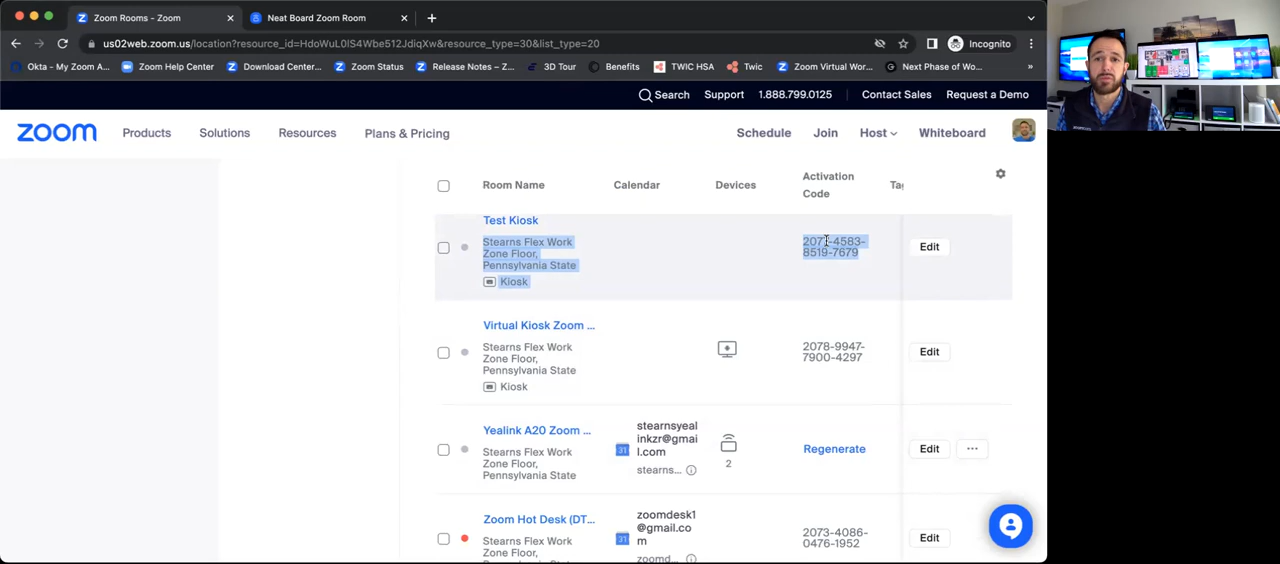 Zoom Rooms - Zoom
Neat Board Zoom Room
us02web.zoom.us/location?resource_id=HdoWuL0lS4Wbe512JdiqXw&resource_type=30&list_type=20
Incognito
Okta - My Zoom A...
Zoom Help Center
Download Center...
Zoom Status
3D Tour
Benefits
TWIC HSA
Twic
Zoom Virtual Wor...
Next Phase of Wo...
Search
Support
1.888.799.0125
Contact Sales
Request a Demo
zoom
Products
Solutions
Resources
Plans & Pricing
Schedule
Join
Host
Whiteboard
Room Name
Calendar
Devices
Activation
Code
Test Kiosk
Stearns Flex Work
Zone Floor,
Pennsylvania State
Kiosk
8519-7679
Edit
Virtual Kiosk Zoom ...
Stearns Flex Work
Zone Floor,
Pennsylvania State
Kiosk
2078-9947-
7900-4297
Edit
Yealink A20 Zoom ...
Stearns Flex Work
Zone Floor,
Pennsylvania State
stearnsyeal
inkzr@gmai
l.com
stearns...
31
2
Regenerate
Edit
Zoom Hot Desk (DT...
Stearns Flex Work
Zone Floor,
zoomdesk1
@gmail.co
m
zoomd...
31
2073-4086-
0476-1952
Edit